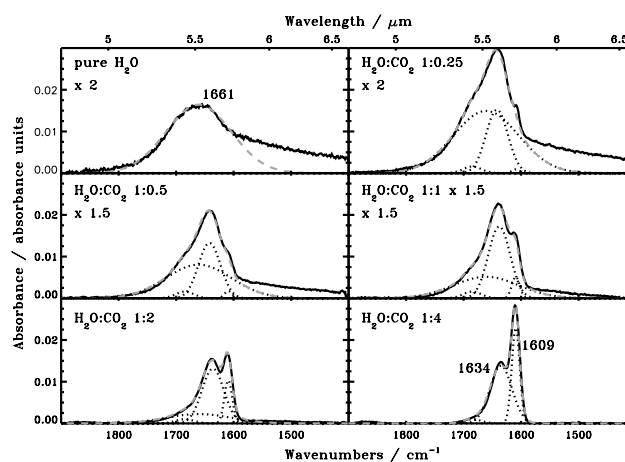 Wavelength / μm
5 5.5 6 6.5 5 5.5 6 6.5
pure H2O
x 2
1661
H2O:CO2 1:0.25
x 2
0.02
0.01
0.00
H2O:CO2 1:0.5
x 1.5
H2O:CO2 1:1 x 1.5
x 1.5
0.02
0.01
0.00
H2O:CO2 1:2
H2O:CO2 1:4
1634
1609
0.02
0.01
0.00
Absorbance / absorbance units
1800 1700 1600 1500 1800 1700 1600 1500
Wavenumbers / cm⁻¹